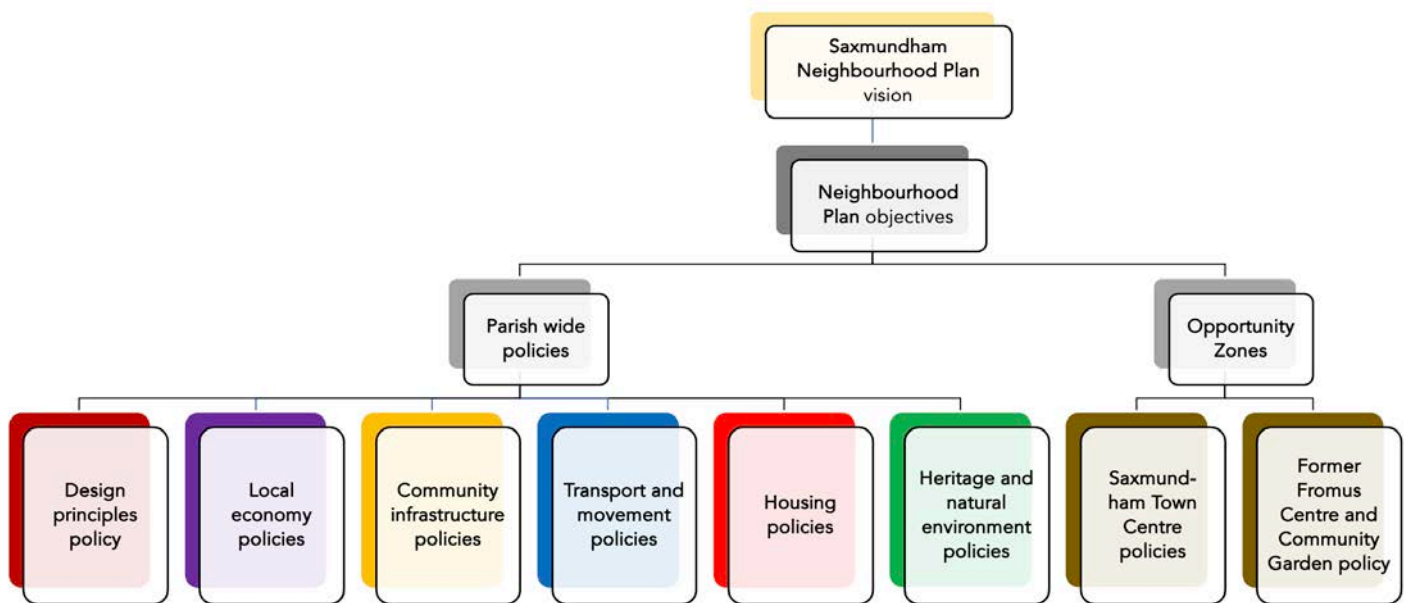 Saxmundham
Neighbourhood Plan
vision
Neighbourhood
Plan objectives
Parish wide
policies
Opportunity
Zones
Design
principles
policy
Local
economy
policies
Community
infrastructure
policies
Transport and
movement
policies
Housing
policies
Heritage and
natural
environment
policies
Saxmund-
ham Town
Centre
policies
Former
Fromus
Centre and
Community
Garden policy